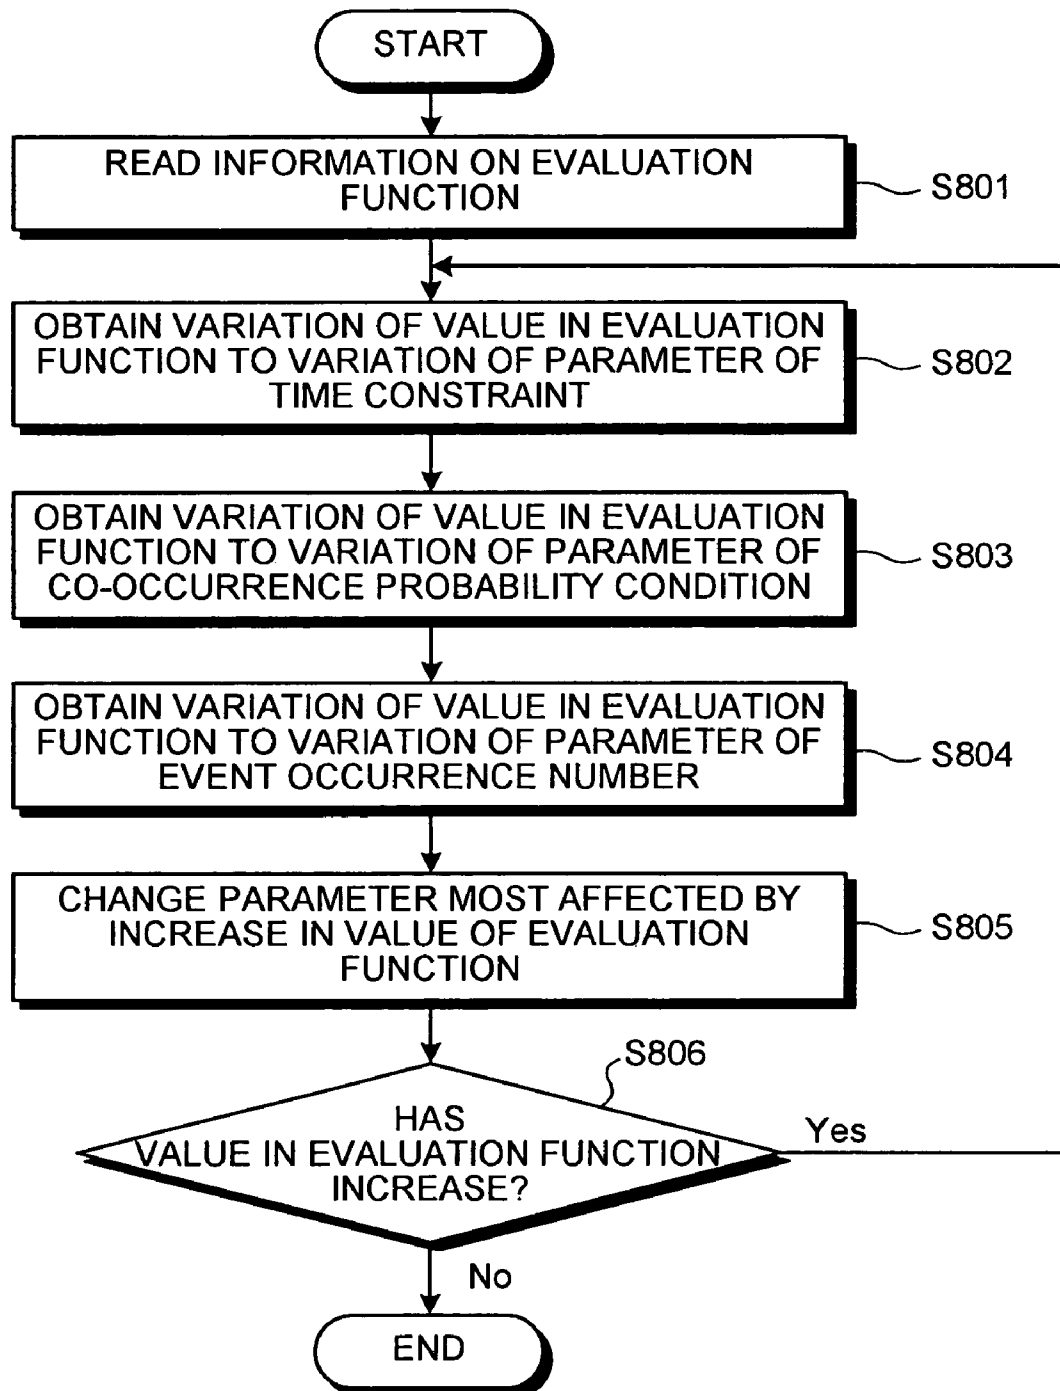 START
READ INFORMATION ON EVALUATION
FUNCTION
S801
OBTAIN VARIATION OF VALUE IN EVALUATION
FUNCTION TO VARIATION OF PARAMETER OF
TIME CONSTRAINT
S802
OBTAIN VARIATION OF VALUE IN EVALUATION
FUNCTION TO VARIATION OF PARAMETER OF
CO-OCCURRENCE PROBABILITY CONDITION
S803
OBTAIN VARIATION OF VALUE IN EVALUATION
FUNCTION TO VARIATION OF PARAMETER OF
EVENT OCCURRENCE NUMBER
S804
CHANGE PARAMETER MOST AFFECTED BY
INCREASE IN VALUE OF EVALUATION
FUNCTION
S805
S806
HAS
VALUE IN EVALUATION FUNCTION
INCREASE?
Yes
No
END